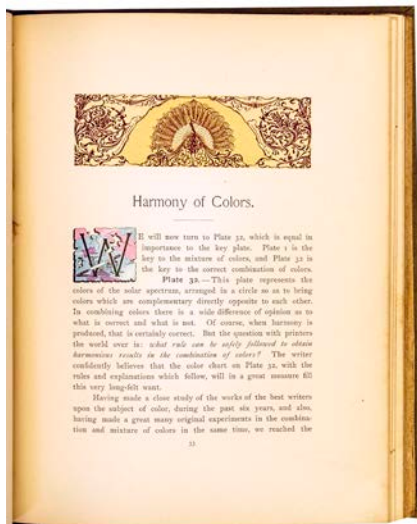 Harmony of Colors.
WE will now turn to Plate 32, which is equal in
importance to the key plate. Plate 1 is the
key to the mixture of colors, and Plate 32 is
the key to the correct combination of colors.
Plate 32.—This plate represents the
colors of the solar spectrum, arranged in a circle so as to bring
colors which are complementary directly opposite to each other.
In combining colors there is a wide difference of opinion as to
what is correct and what is not. Of course, when harmony is
produced, that is certainly correct. But the question with printers
the world over is: what rule can be safely followed to obtain
harmonious results in the combination of colors? The writer
confidently believes that the color chart on Plate 32, with the
rules and explanations which follow, will in a great measure fill
this very long-felt want.
Having made a close study of the works of the best writers
upon the subject of color, during the past six years, and also,
having made a great many original experiments in the combina-
tion and mixture of colors in the same time, we reached the
33